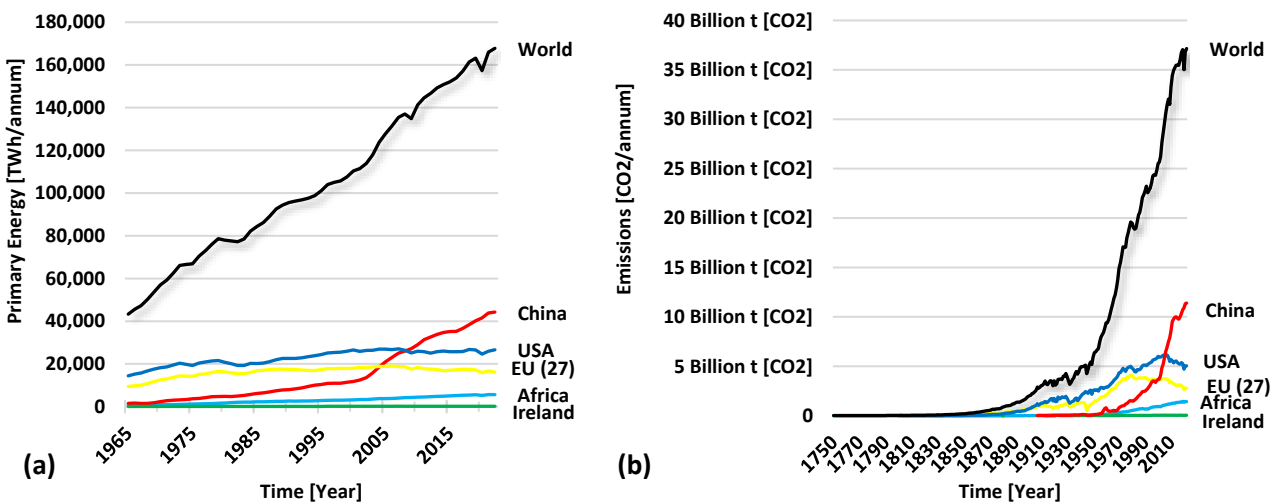 180,000
160,000
140,000
120,000
100,000
80,000
60,000
40,000
20,000
0
Primary Energy [TWh/annum]
1965
1975
1985
1995
2005
2015
Time [Year]
World
China
USA
EU (27)
Africa
Ireland
(a)
40 Billion t [CO2]
35 Billion t [CO2]
30 Billion t [CO2]
25 Billion t [CO2]
20 Billion t [CO2]
15 Billion t [CO2]
10 Billion t [CO2]
5 Billion t [CO2]
0
Emissions [CO2/annum]
1750
1770
1790
1810
1830
1850
1870
1890
1910
1930
1950
1970
1990
2010
Time [Year]
World
China
USA
EU (27)
Africa
Ireland
(b)